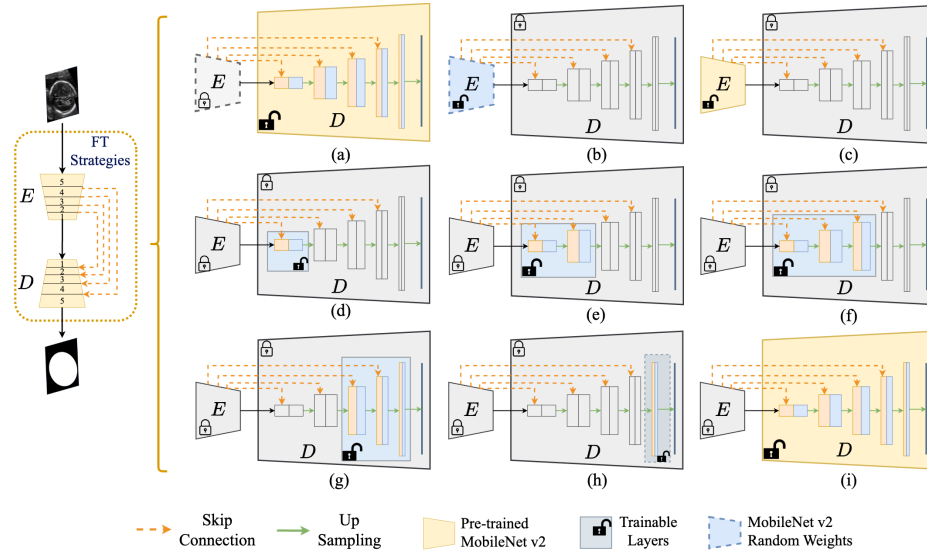 FT
Strategies
E
5
4
3
2
D
1
2
3
4
5
E
D
(a)
E
D
(b)
E
D
(c)
E
D
(d)
E
D
(e)
E
D
(f)
E
D
(g)
E
D
(h)
E
D
(i)
Skip
Connection
Up
Sampling
Pre-trained
MobileNet v2
Trainable
Layers
MobileNet v2
Random Weights